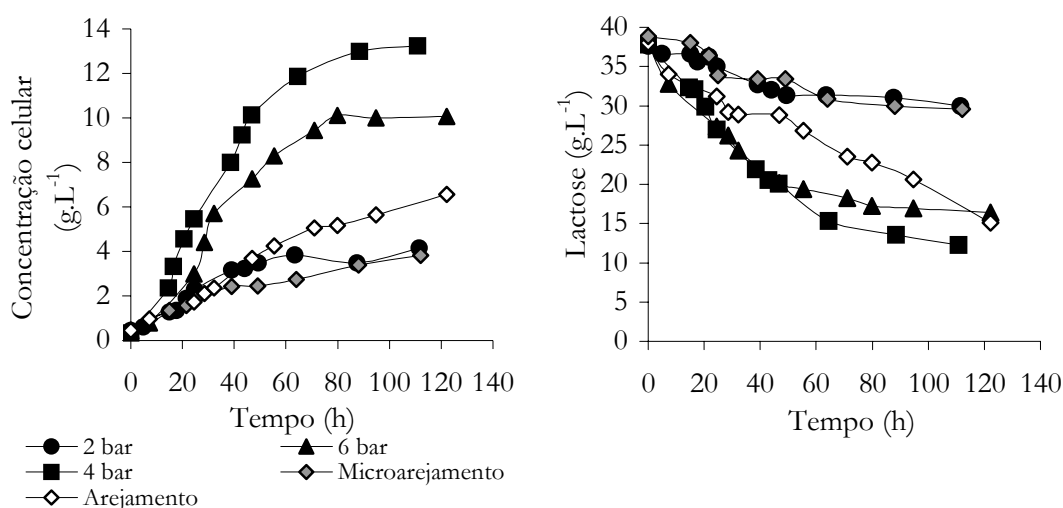 Concentração celular
(g.L⁻¹)
14
12
10
8
6
4
2
0
0 20 40 60 80 100 120 140
Tempo (h)
Lactose (g.L⁻¹)
40
35
30
25
20
15
10
5
0
0 20 40 60 80 100 120 140
Tempo (h)
2 bar
6 bar
4 bar
Microarejamento
Arejamento